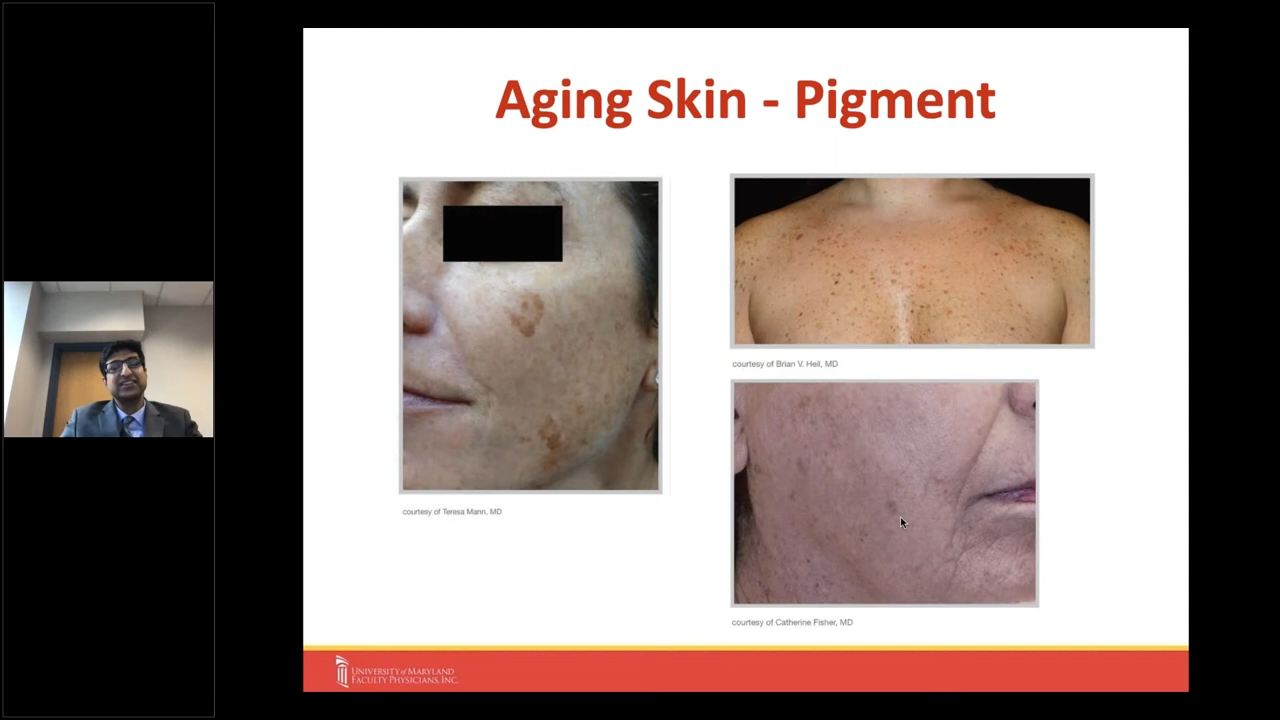 Aging Skin - Pigment
courtesy of Brian V. Heil, MD
courtesy of Teresa Mann, MD
courtesy of Catherine Fisher, MD
UNIVERSITY of MARYLAND
FACULTY PHYSICIANS, INC.